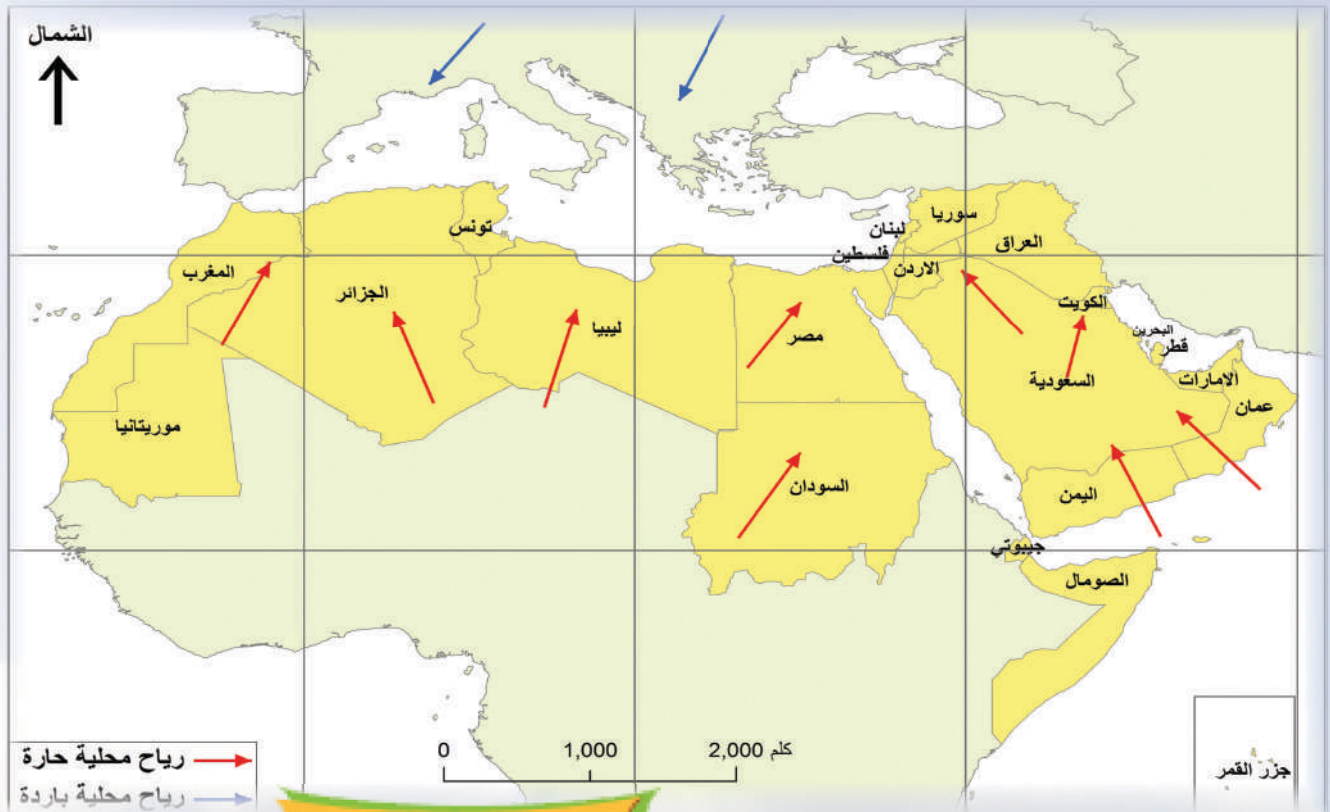 الشمال
تونس
سوريا
لبنان
فلسطين
العراق
الاردن
المغرب
الجزائر
ليبيا
مصر
الكويت
البحرين
قطر
السعودية
الامارات
عمان
موريتانيا
السودان
اليمن
جيبوتي
الصومال
جزر القمر
0 1,000 2,000 كلم
رياح محلية حارة
رياح محلية باردة